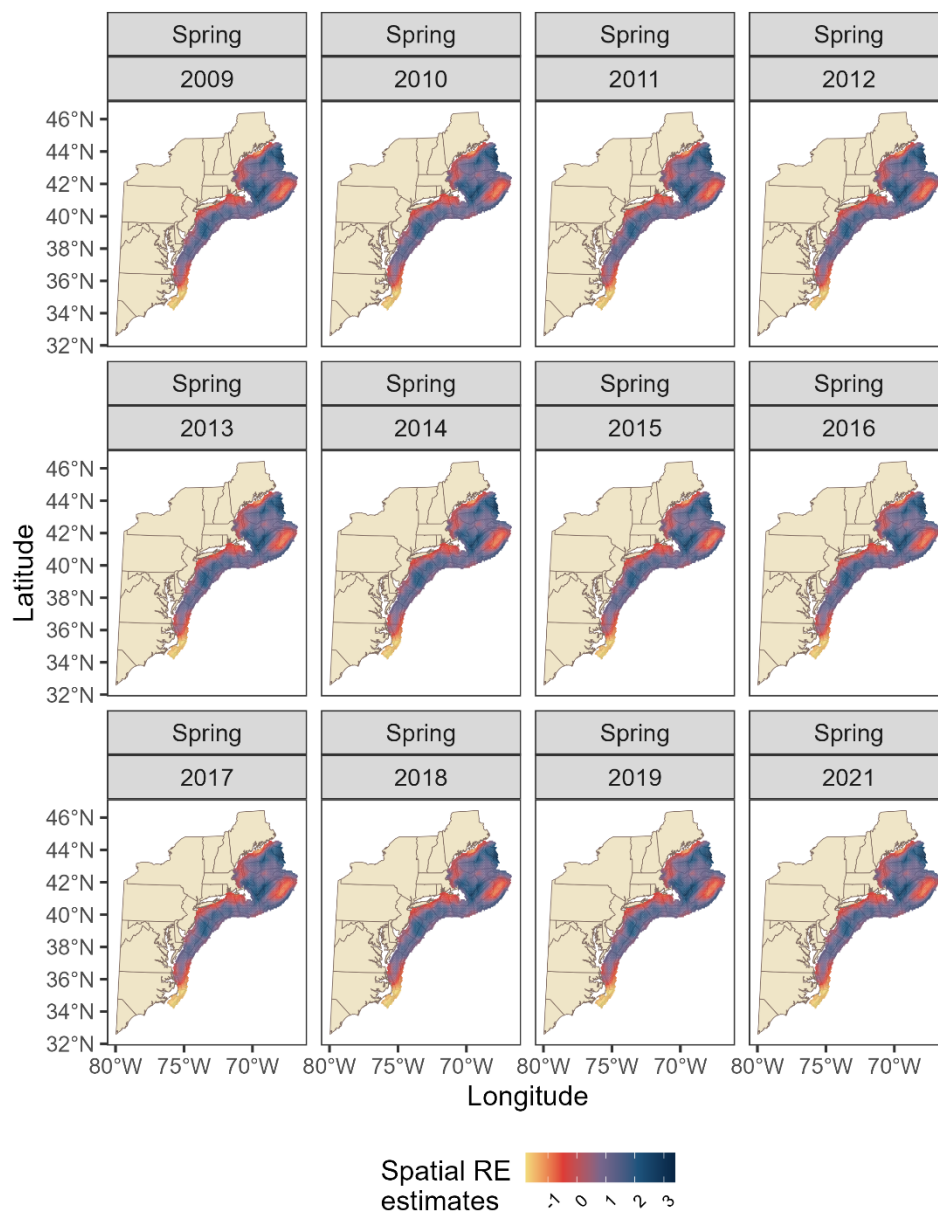 Spring Spring Spring Spring
2009 2010 2011 2012
46°N
44°N
42°N
40°N
38°N
36°N
34°N
32°N
Spring Spring Spring Spring
2013 2014 2015 2016
46°N
44°N
42°N
40°N
38°N
36°N
34°N
32°N
Latitude
Spring Spring Spring Spring
2017 2018 2019 2021
46°N
44°N
42°N
40°N
38°N
36°N
34°N
32°N
80°W 75°W 70°W 80°W 75°W 70°W 80°W 75°W 70°W 80°W 75°W 70°W
Longitude
Spatial RE
estimates
-1 0 1 2 3